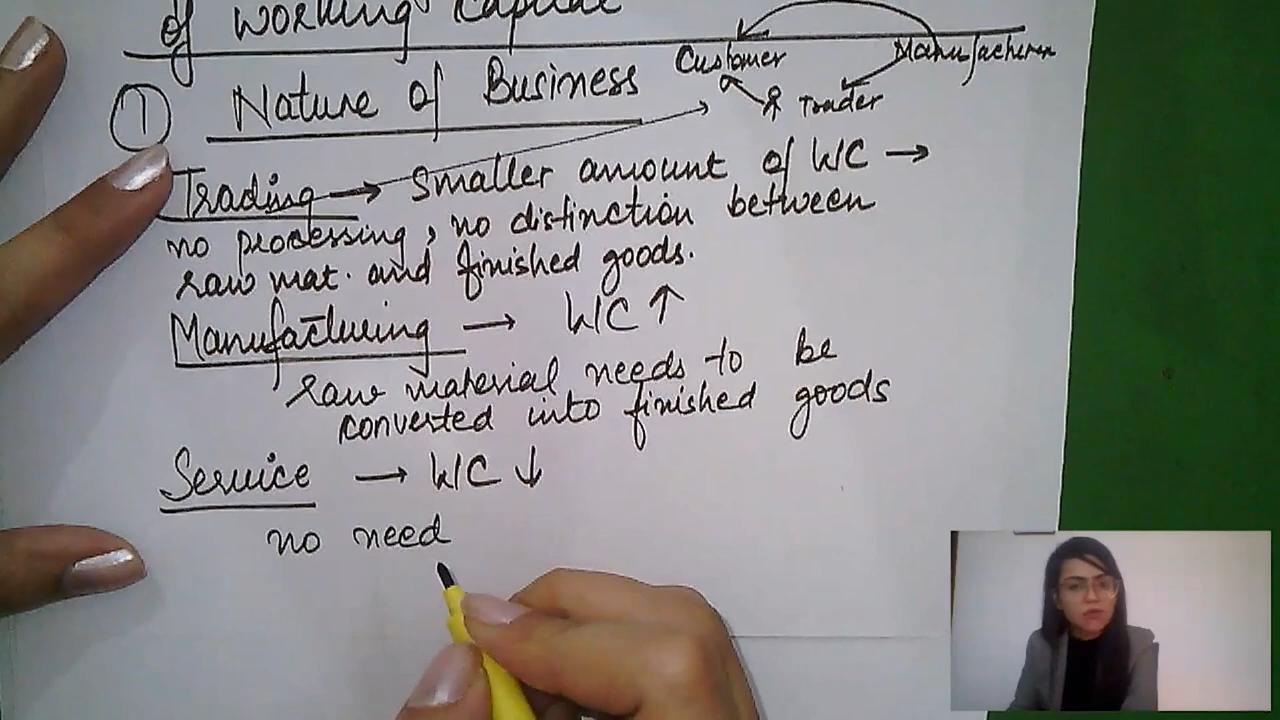 of working Capital
Customer Manufacturer
① Nature of Business
Trader
Trading → Smaller amount of W/C →
no processing, no distinction between
raw mat. and finished goods.
Manufacturing → W/C ↑
raw material needs to be
converted into finished goods
Service → W/C ↓
no need